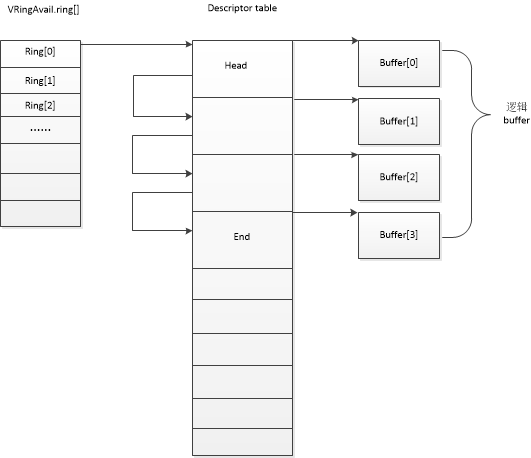 VRingAvail.ring[]
Descriptor table
Ring[0]
Ring[1]
Ring[2]
……
Head
End
Buffer[0]
Buffer[1]
Buffer[2]
Buffer[3]
逻辑
buffer